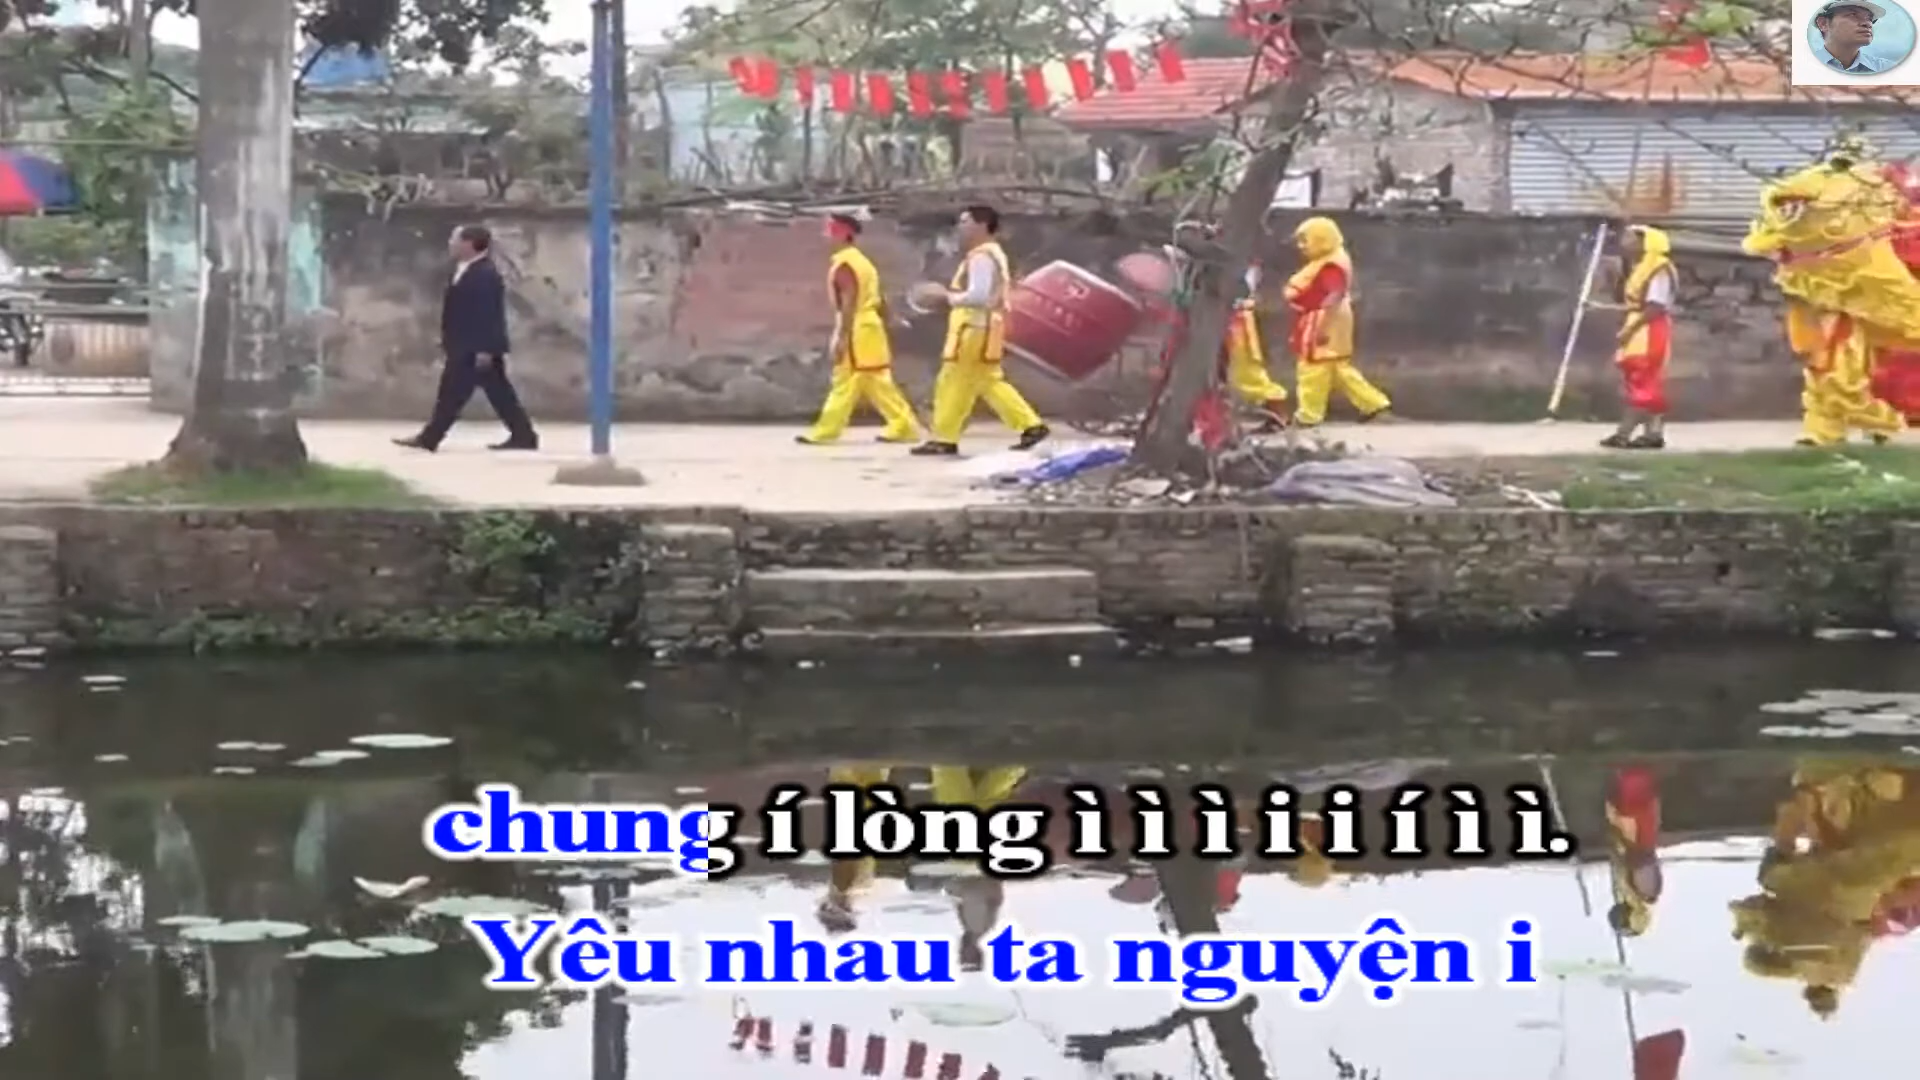 chung í lòng ì ì ì i i í ì ì.
Yêu nhau ta nguyện i